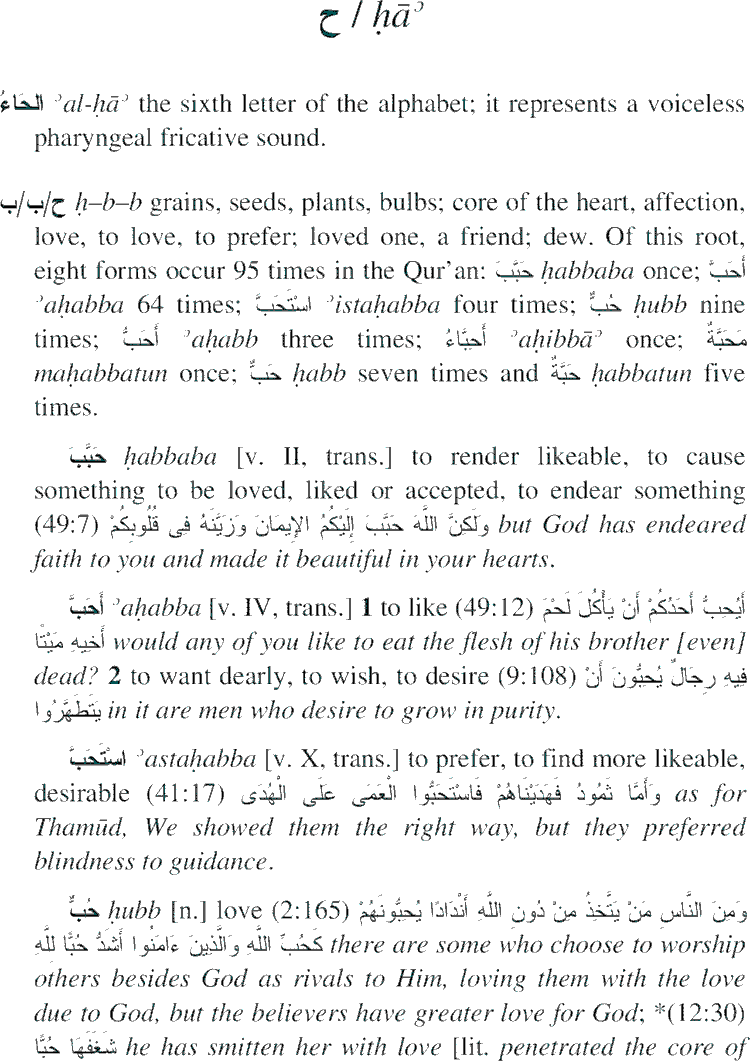 ح / ḥāʾ
الحَاءُ ʾal-ḥāʾ the sixth letter of the alphabet; it represents a voiceless
pharyngeal fricative sound.
ح/ب/ب ḥ–b–b grains, seeds, plants, bulbs; core of the heart, affection,
love, to love, to prefer; loved one, a friend; dew. Of this root,
eight forms occur 95 times in the Qur’an: حَبَّبَ ḥabbaba once; أَحَبَّ
ʾaḥabba 64 times; اسْتَحَبَّ ʾistaḥabba four times; حُبٌّ ḥubb nine
times; أَحَبُّ ʾaḥabb three times; أَحِبَّاءُ ʾaḥibbāʾ once; مَحَبَّةٌ
maḥabbatun once; حَبٌّ ḥabb seven times and حَبَّةٌ ḥabbatun five
times.
حَبَّبَ ḥabbaba [v. II, trans.] to render likeable, to cause
something to be loved, liked or accepted, to endear something
(49:7) وَلَكِنَّ اللَّهَ حَبَّبَ إِلَيْكُمُ الإِيمَانَ وَزَيَّنَهُ فِى قُلُوبِكُمْ but God has endeared
faith to you and made it beautiful in your hearts.
أَحَبَّ ʾaḥabba [v. IV, trans.] 1 to like (49:12) أَيُحِبُّ أَحَدُكُمْ أَنْ يَأْكُلَ لَحْمَ
أَخِيهِ مَيْتًا would any of you like to eat the flesh of his brother [even]
dead? 2 to want dearly, to wish, to desire (9:108) فِيهِ رِجَالٌ يُحِبُّونَ أَنْ
يَتَطَهَّرُوا in it are men who desire to grow in purity.
اسْتَحَبَّ ʾastaḥabba [v. X, trans.] to prefer, to find more likeable,
desirable (41:17) وَأَمَّا ثَمُودُ فَهَدَيْنَاهُمْ فَاسْتَحَبُّوا الْعَمَى عَلَى الْهُدَى as for
Thamūd, We showed them the right way, but they preferred
blindness to guidance.
حُبٌّ ḥubb [n.] love (2:165) وَمِنَ النَّاسِ مَنْ يَتَّخِذُ مِنْ دُونِ اللَّهِ أَنْدَادًا يُحِبُّونَهُمْ
كَحُبِّ اللَّهِ وَالَّذِينَ ءَامَنُوا أَشَدُّ حُبًّا لِلَّهِ there are some who choose to worship
others besides God as rivals to Him, loving them with the love
due to God, but the believers have greater love for God; *(12:30)
شَغَفَهَا حُبًّا he has smitten her with love [lit. penetrated the core of